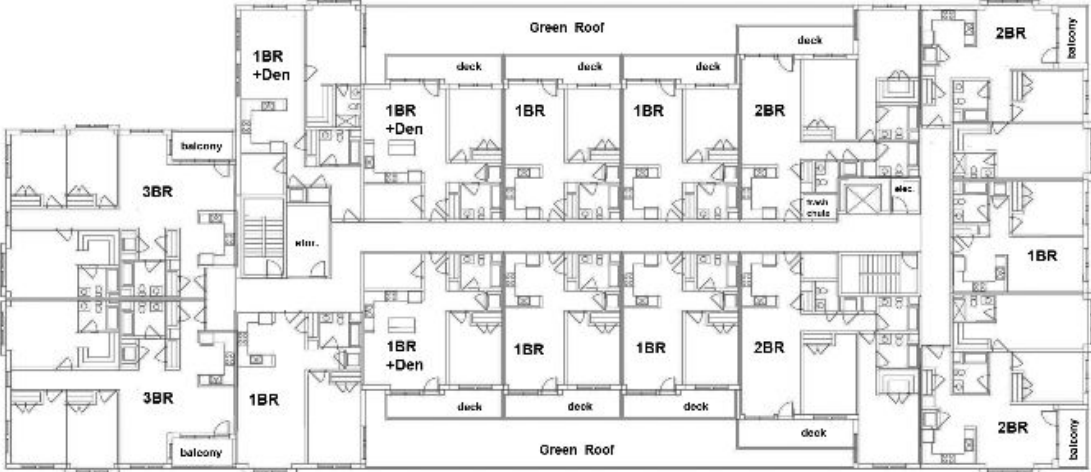 Green Roof
2BR
balcony
deck
1BR
+Den
deck
deck
deck
1BR
+Den
1BR
1BR
2BR
balcony
3BR
elec.
trash
chute
stor.
1BR
1BR
+Den
1BR
1BR
2BR
3BR
1BR
2BR
balcony
deck
deck
deck
deck
balcony
Green Roof